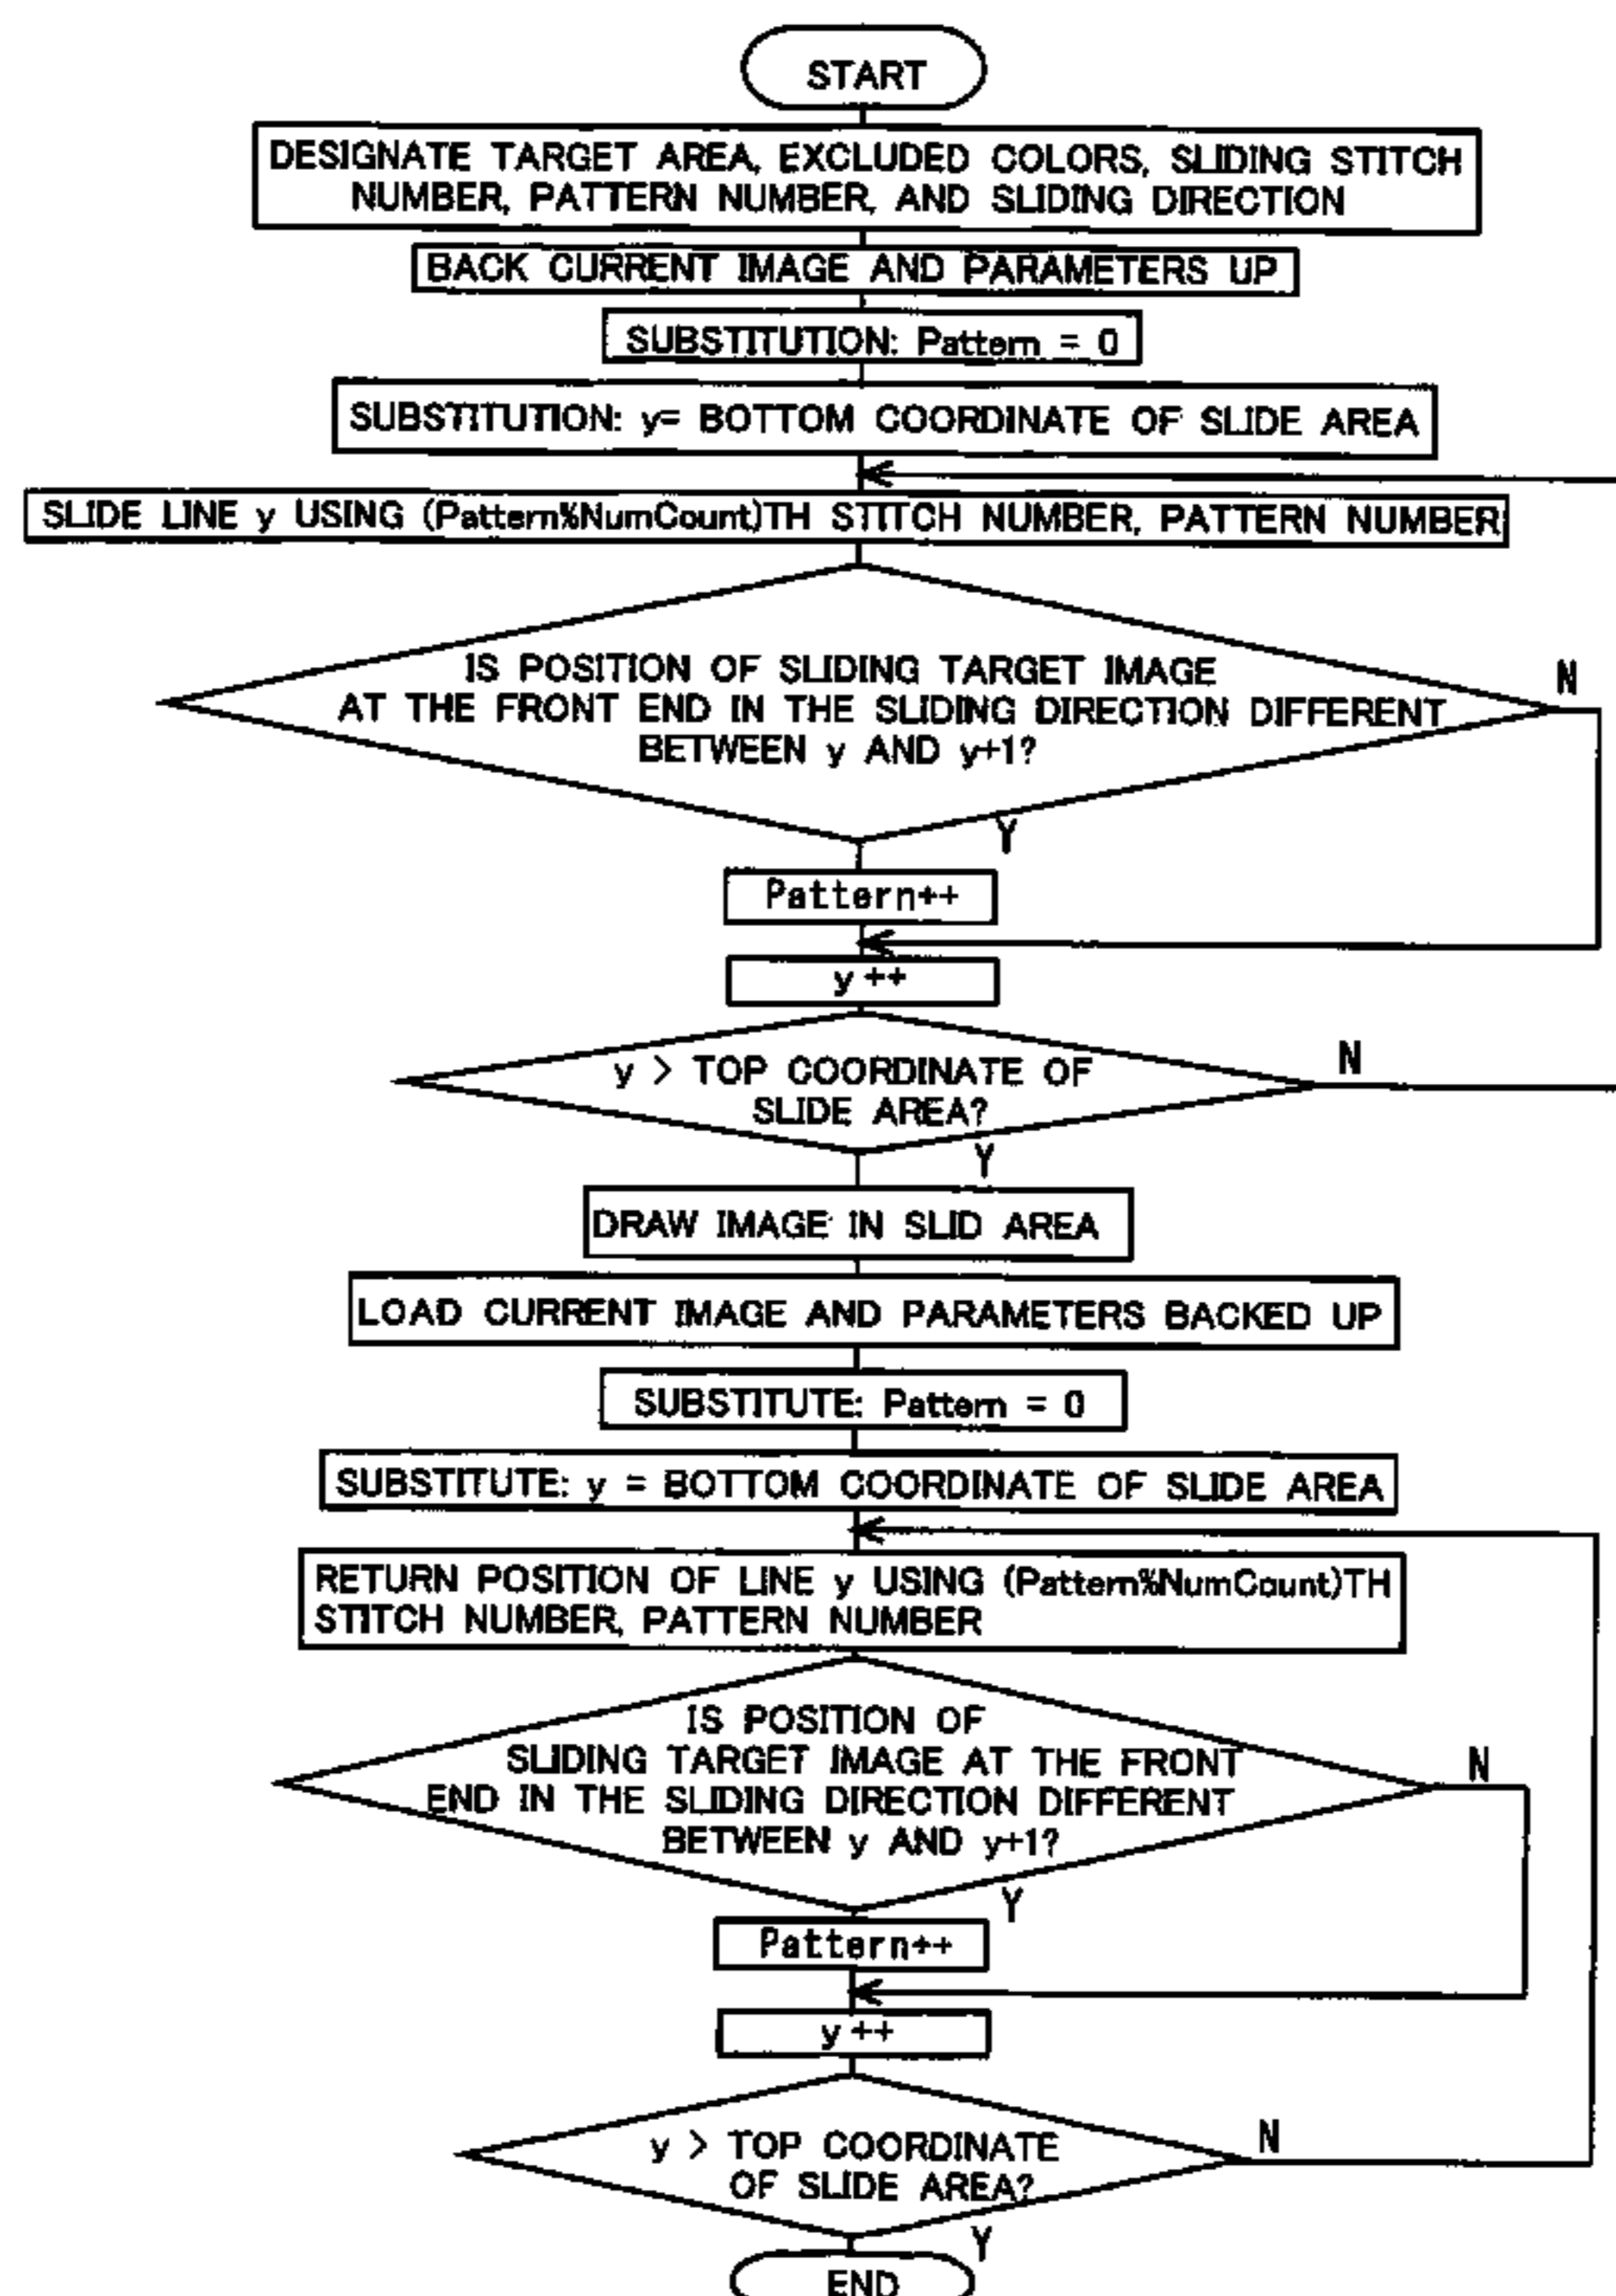 START
DESIGNATE TARGET AREA, EXCLUDED COLORS, SLIDING STITCH
NUMBER, PATTERN NUMBER, AND SLIDING DIRECTION
BACK CURRENT IMAGE AND PARAMETERS UP
SUBSTITUTION: Pattern = 0
SUBSTITUTION: y= BOTTOM COORDINATE OF SLIDE AREA
SLIDE LINE y USING (Pattern%NumCount)TH STITCH NUMBER, PATTERN NUMBER
IS POSITION OF SLIDING TARGET IMAGE
AT THE FRONT END IN THE SLIDING DIRECTION DIFFERENT
BETWEEN y AND y+1?
N
Y
Pattern++
y ++
y > TOP COORDINATE OF
SLIDE AREA?
N
Y
DRAW IMAGE IN SLID AREA
LOAD CURRENT IMAGE AND PARAMETERS BACKED UP
SUBSTITUTE: Pattern = 0
SUBSTITUTE: y = BOTTOM COORDINATE OF SLIDE AREA
RETURN POSITION OF LINE y USING (Pattern%NumCount)TH
STITCH NUMBER, PATTERN NUMBER
IS POSITION OF
SLIDING TARGET IMAGE AT THE FRONT
END IN THE SLIDING DIRECTION DIFFERENT
BETWEEN y AND y+1?
N
Y
Pattern++
y ++
y > TOP COORDINATE
OF SLIDE AREA?
N
Y
END